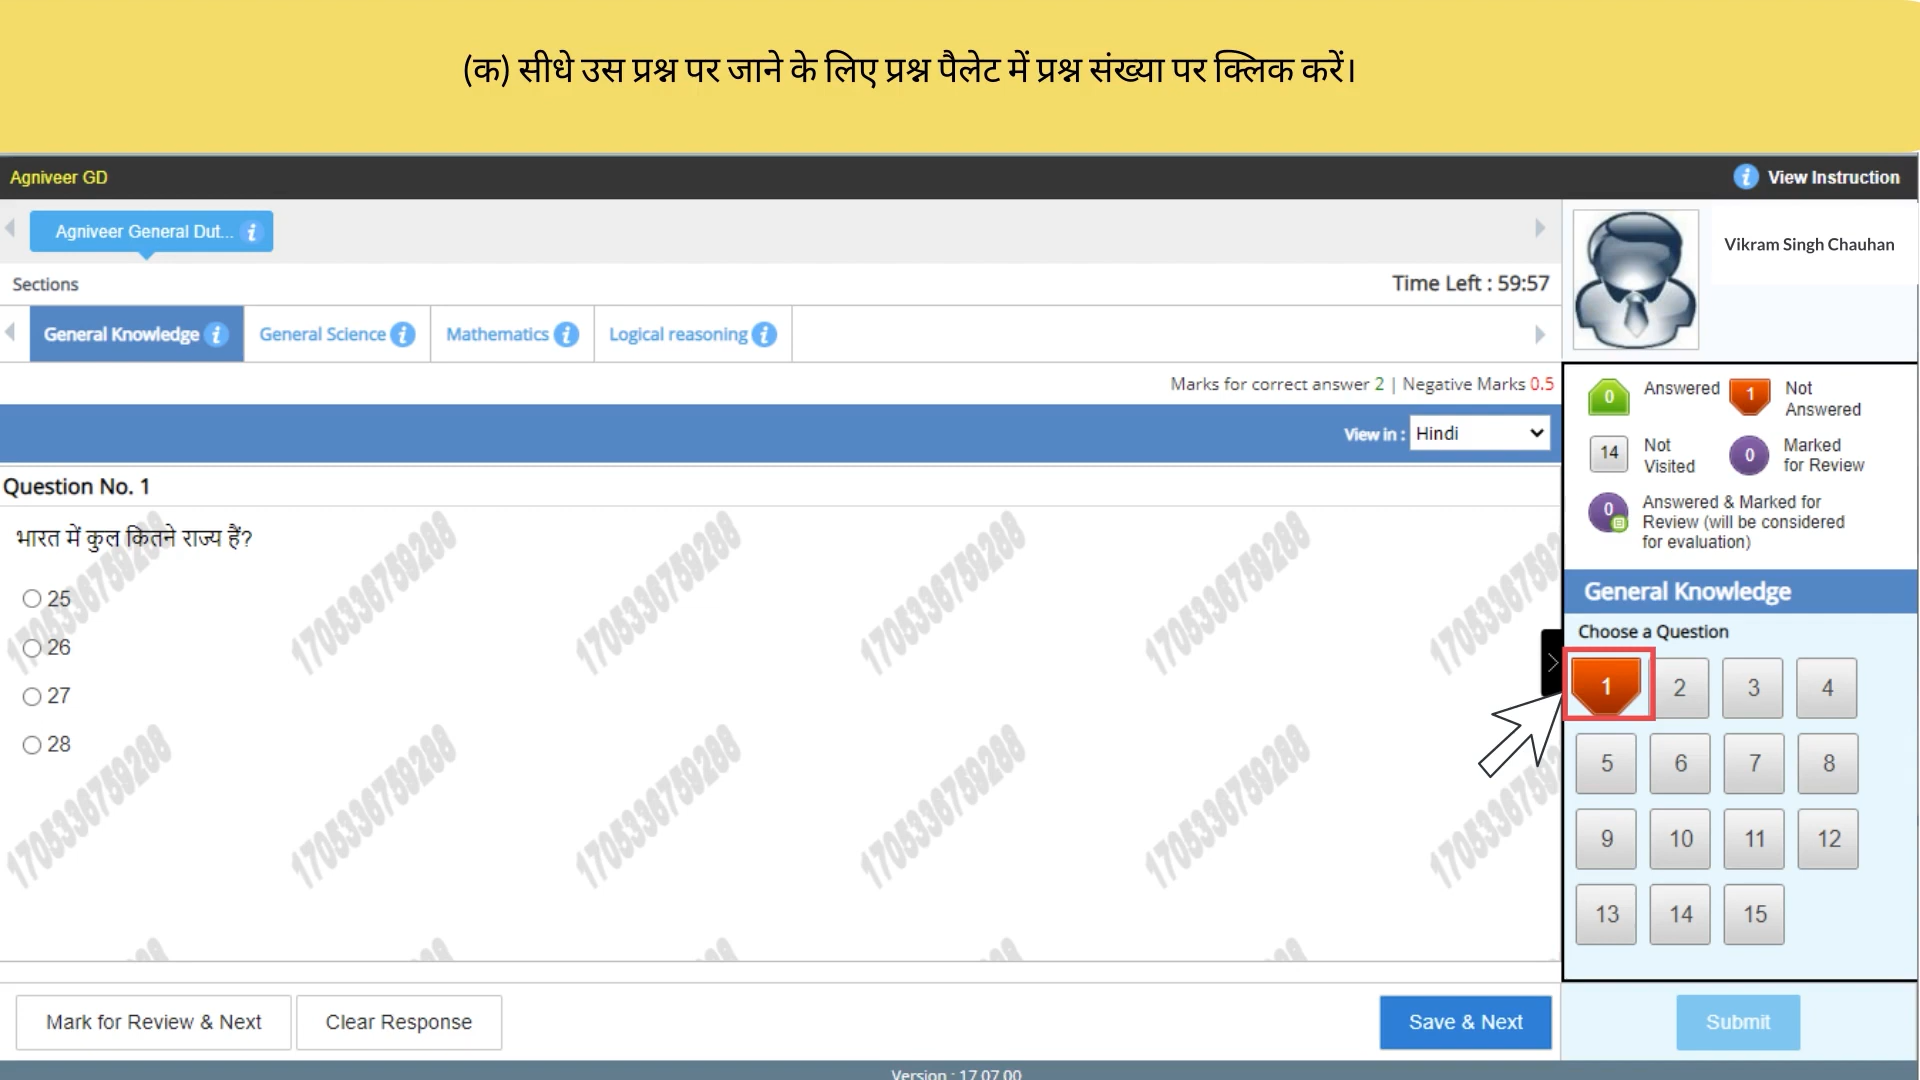 (क) सीधे उस प्रश्न पर जाने के लिए प्रश्न पैलेट में प्रश्न संख्या पर क्लिक करें।
Agniveer GD
View Instruction
Agniveer General Dut...
Vikram Singh Chauhan
Sections
Time Left : 59:57
General Knowledge
General Science
Mathematics
Logical reasoning
Marks for correct answer 2 | Negative Marks 0.5
View in : Hindi
0 Answered
1 Not Answered
14 Not Visited
0 Marked for Review
0 Answered & Marked for
Review (will be considered
for evaluation)
Question No. 1
भारत में कुल कितने राज्य हैं?
25
26
27
28
General Knowledge
Choose a Question
1 2 3 4
5 6 7 8
9 10 11 12
13 14 15
Mark for Review & Next
Clear Response
Save & Next
Submit
Version : 17.07.00